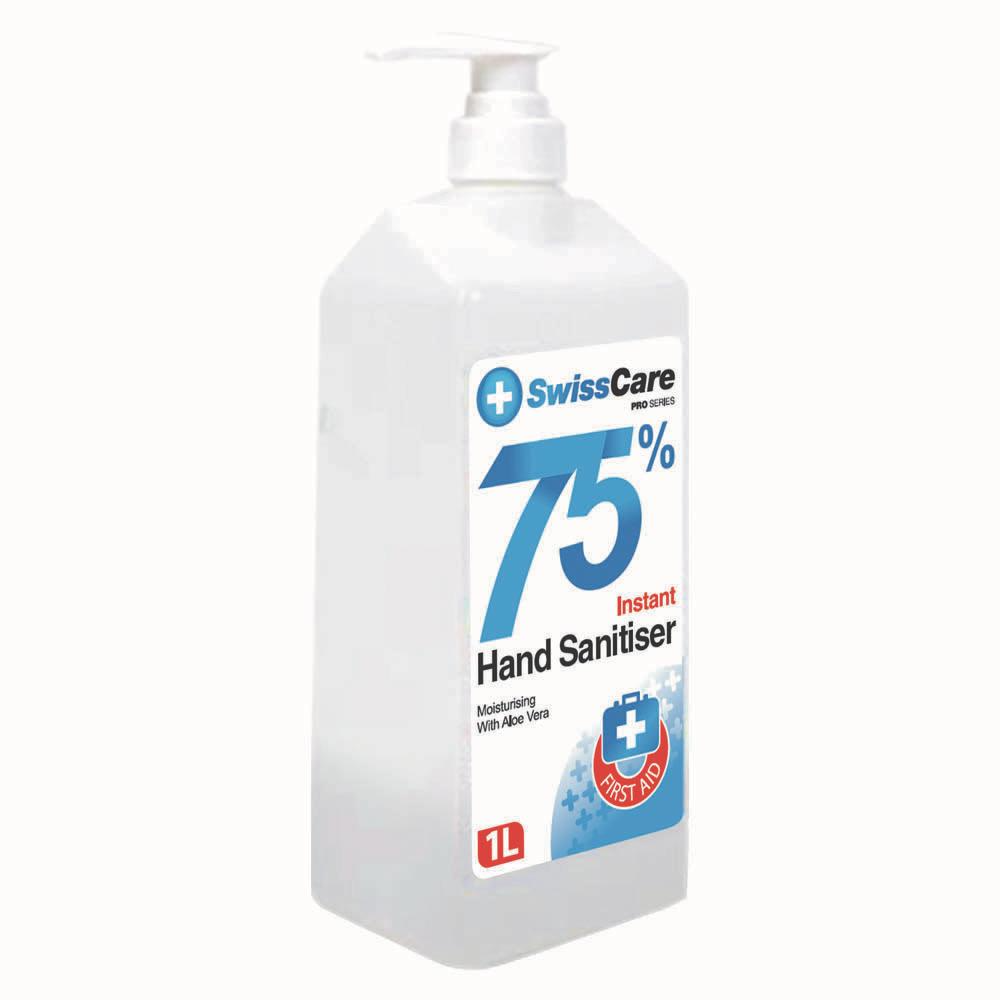 SwissCare
PRO SERIES
75%
Instant
Hand Sanitiser
Moisturising
With Aloe Vera
FIRST AID
1L